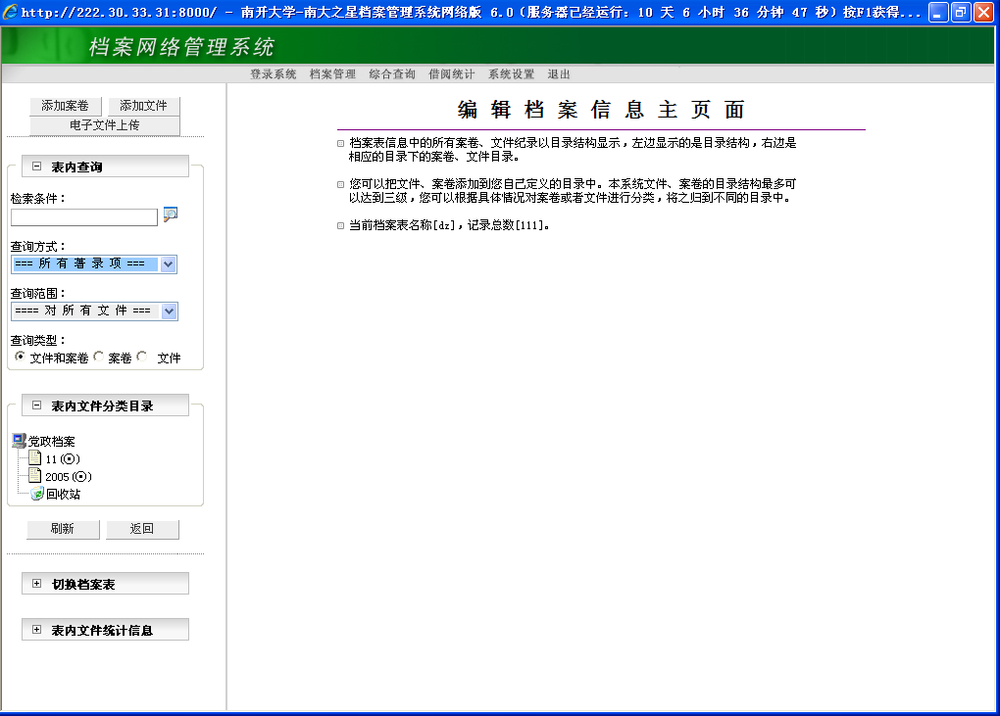 http://222.30.33.31:8000/ - 南开大学-南大之星档案管理系统网络版 6.0（服务器已经运行：10 天 6 小时 36 分钟 47 秒）按F1获得...
档案网络管理系统
登录系统 档案管理 综合查询 借阅统计 系统设置 退出
添加案卷 添加文件
电子文件上传
表内查询
检索条件：
查询方式：
=== 所 有 著 录 项 ===
查询范围：
==== 对 所 有 文 件 ===
查询类型：
文件和案卷 案卷 文件
表内文件分类目录
党政档案
11 (⊙)
2005 (⊙)
回收站
刷新 返回
切换档案表
表内文件统计信息
编 辑 档 案 信 息 主 页 面
档案表信息中的所有案卷、文件纪录以目录结构显示，左边显示的是目录结构，右边是
相应的目录下的案卷、文件目录。
您可以把文件、案卷添加到您自己定义的目录中。本系统文件、案卷的目录结构最多可
以达到三级，您可以根据具体情况对案卷或者文件进行分类，将之归到不同的目录中。
当前档案表名称[dz]，记录总数[111]。